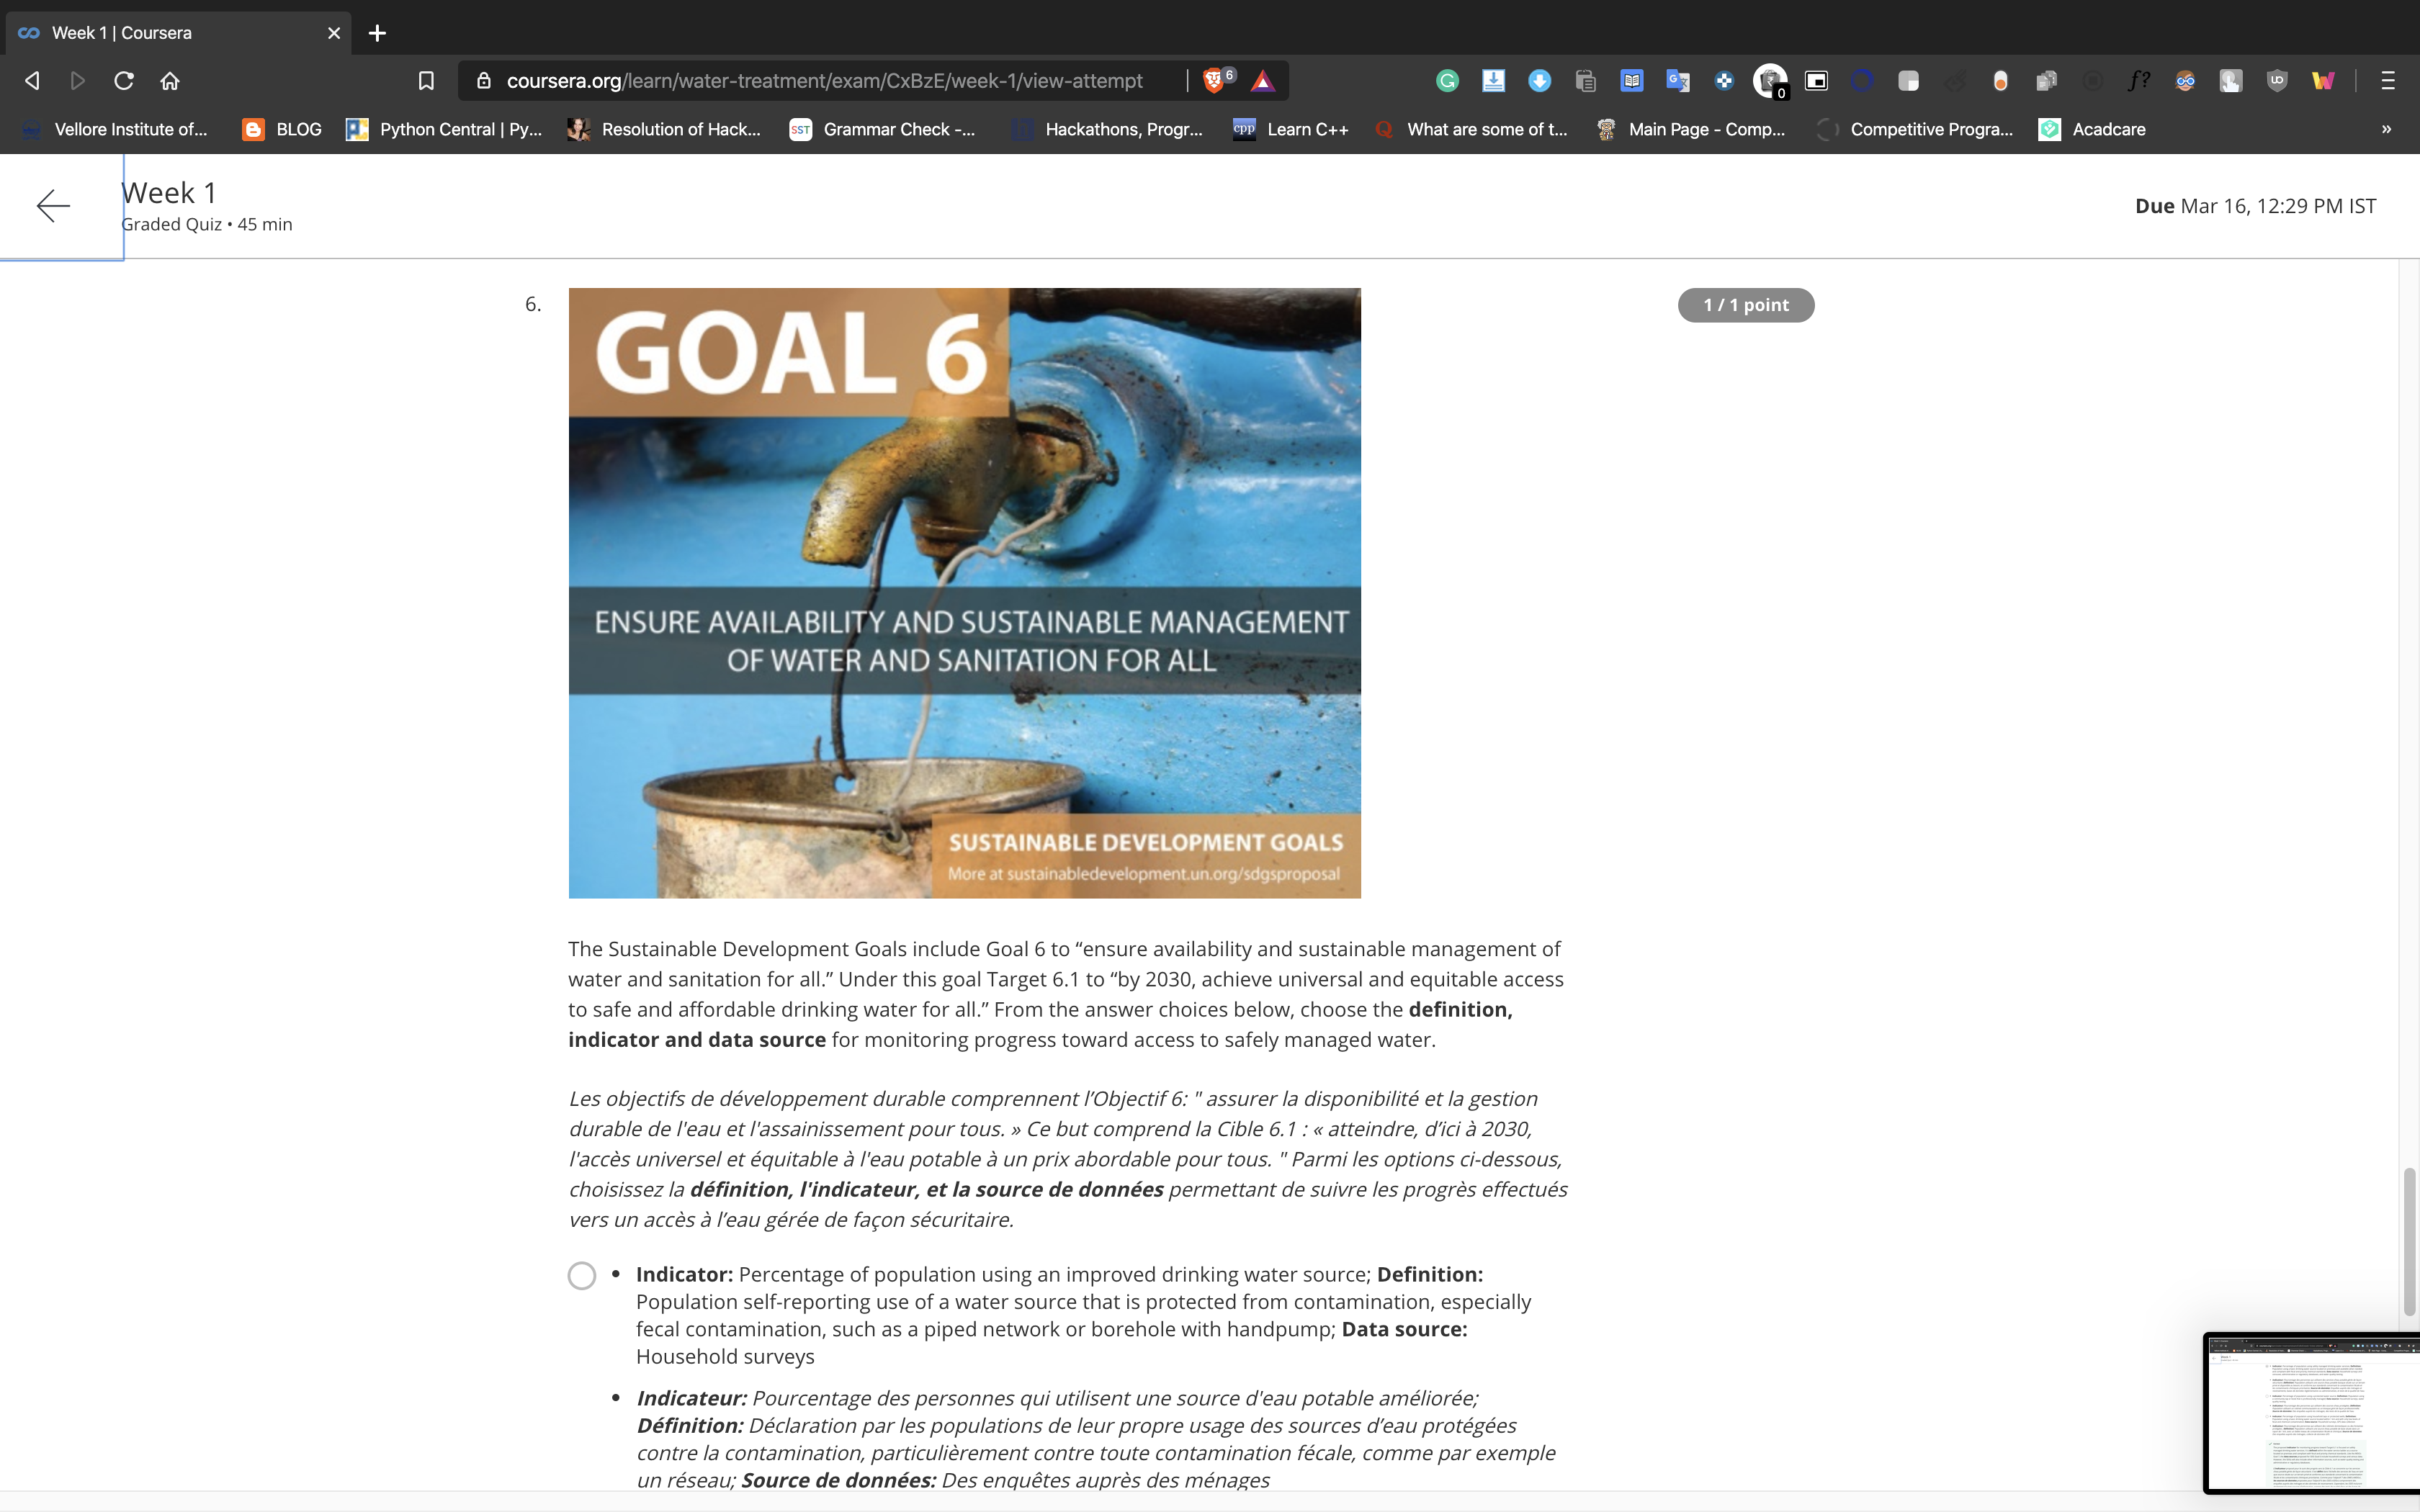 Week 1 | Coursera
coursera.org/learn/water-treatment/exam/CxBzE/week-1/view-attempt
6
0
f?
Vellore Institute of...
BLOG
Python Central | Py...
Resolution of Hack...
SST
Grammar Check -...
Hackathons, Progr...
cpp
Learn C++
Q
What are some of t...
Main Page - Comp...
Competitive Progra...
Acadcare
»
Week 1
Graded Quiz • 45 min
Due Mar 16, 12:29 PM IST
6.
1 / 1 point
GOAL 6
ENSURE AVAILABILITY AND SUSTAINABLE MANAGEMENT
OF WATER AND SANITATION FOR ALL
SUSTAINABLE DEVELOPMENT GOALS
More at sustainabledevelopment.un.org/sdgsproposal
The Sustainable Development Goals include Goal 6 to “ensure availability and sustainable management of
water and sanitation for all.” Under this goal Target 6.1 to “by 2030, achieve universal and equitable access
to safe and affordable drinking water for all.” From the answer choices below, choose the definition,
indicator and data source for monitoring progress toward access to safely managed water.
Les objectifs de développement durable comprennent l’Objectif 6: " assurer la disponibilité et la gestion
durable de l'eau et l'assainissement pour tous. » Ce but comprend la Cible 6.1 : « atteindre, d’ici à 2030,
l'accès universel et équitable à l'eau potable à un prix abordable pour tous. " Parmi les options ci-dessous,
choisissez la définition, l'indicateur, et la source de données permettant de suivre les progrès effectués
vers un accès à l’eau gérée de façon sécuritaire.
• Indicator: Percentage of population using an improved drinking water source; Definition:
Population self-reporting use of a water source that is protected from contamination, especially
fecal contamination, such as a piped network or borehole with handpump; Data source:
Household surveys
• Indicateur: Pourcentage des personnes qui utilisent une source d'eau potable améliorée;
Définition: Déclaration par les populations de leur propre usage des sources d’eau protégées
contre la contamination, particulièrement contre toute contamination fécale, comme par exemple
un réseau; Source de données: Des enquêtes auprès des ménages